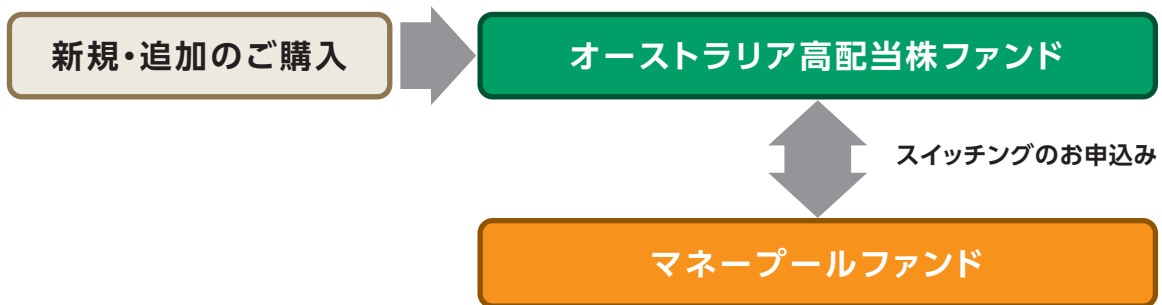 新規・追加のご購入
オーストラリア高配当株ファンド
スイッチングのお申込み
マネープールファンド